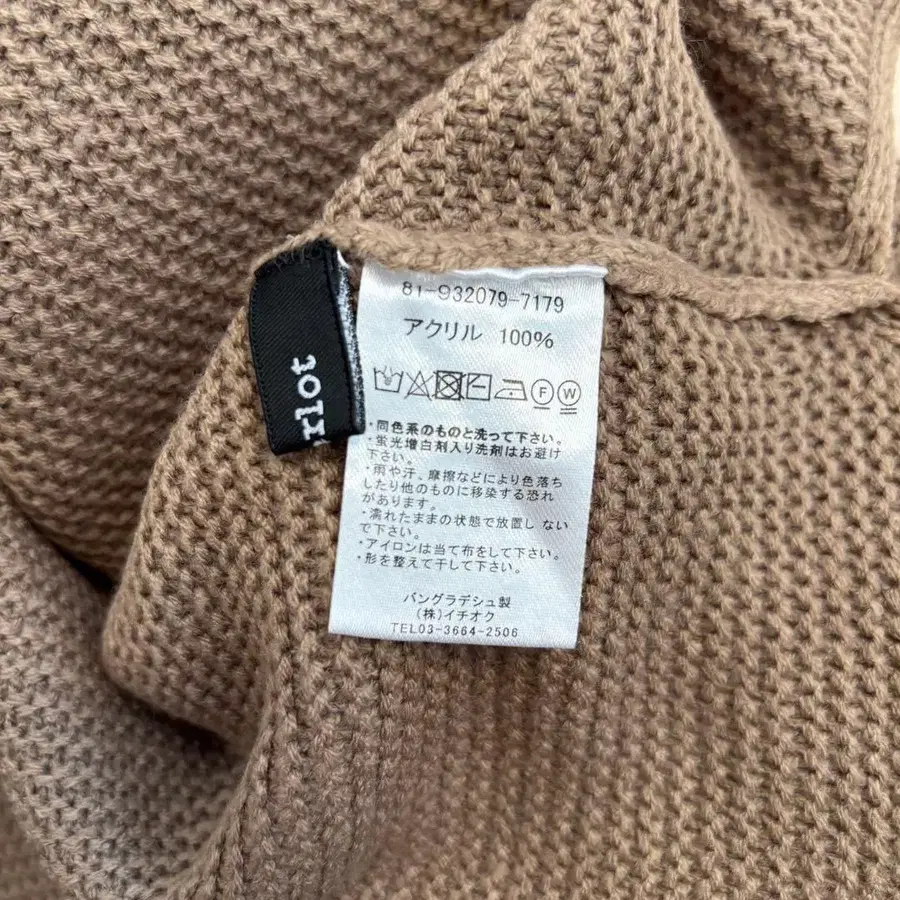 81-932079-7179
アクリル 100%
F W
・同色系のものと洗って下さい。
・蛍光増白剤入り洗剤はお避け
下さい。
・雨や汗、摩擦などにより色落ち
したり他のものに移染する恐れ
があります。
・濡れたままの状態で放置し ない
で下さい。
・アイロンは当て布をして下さい。
・形を整えて干して下さい。
バングラデシュ製
(株)イチオク
TEL03-3664-2506
rlot